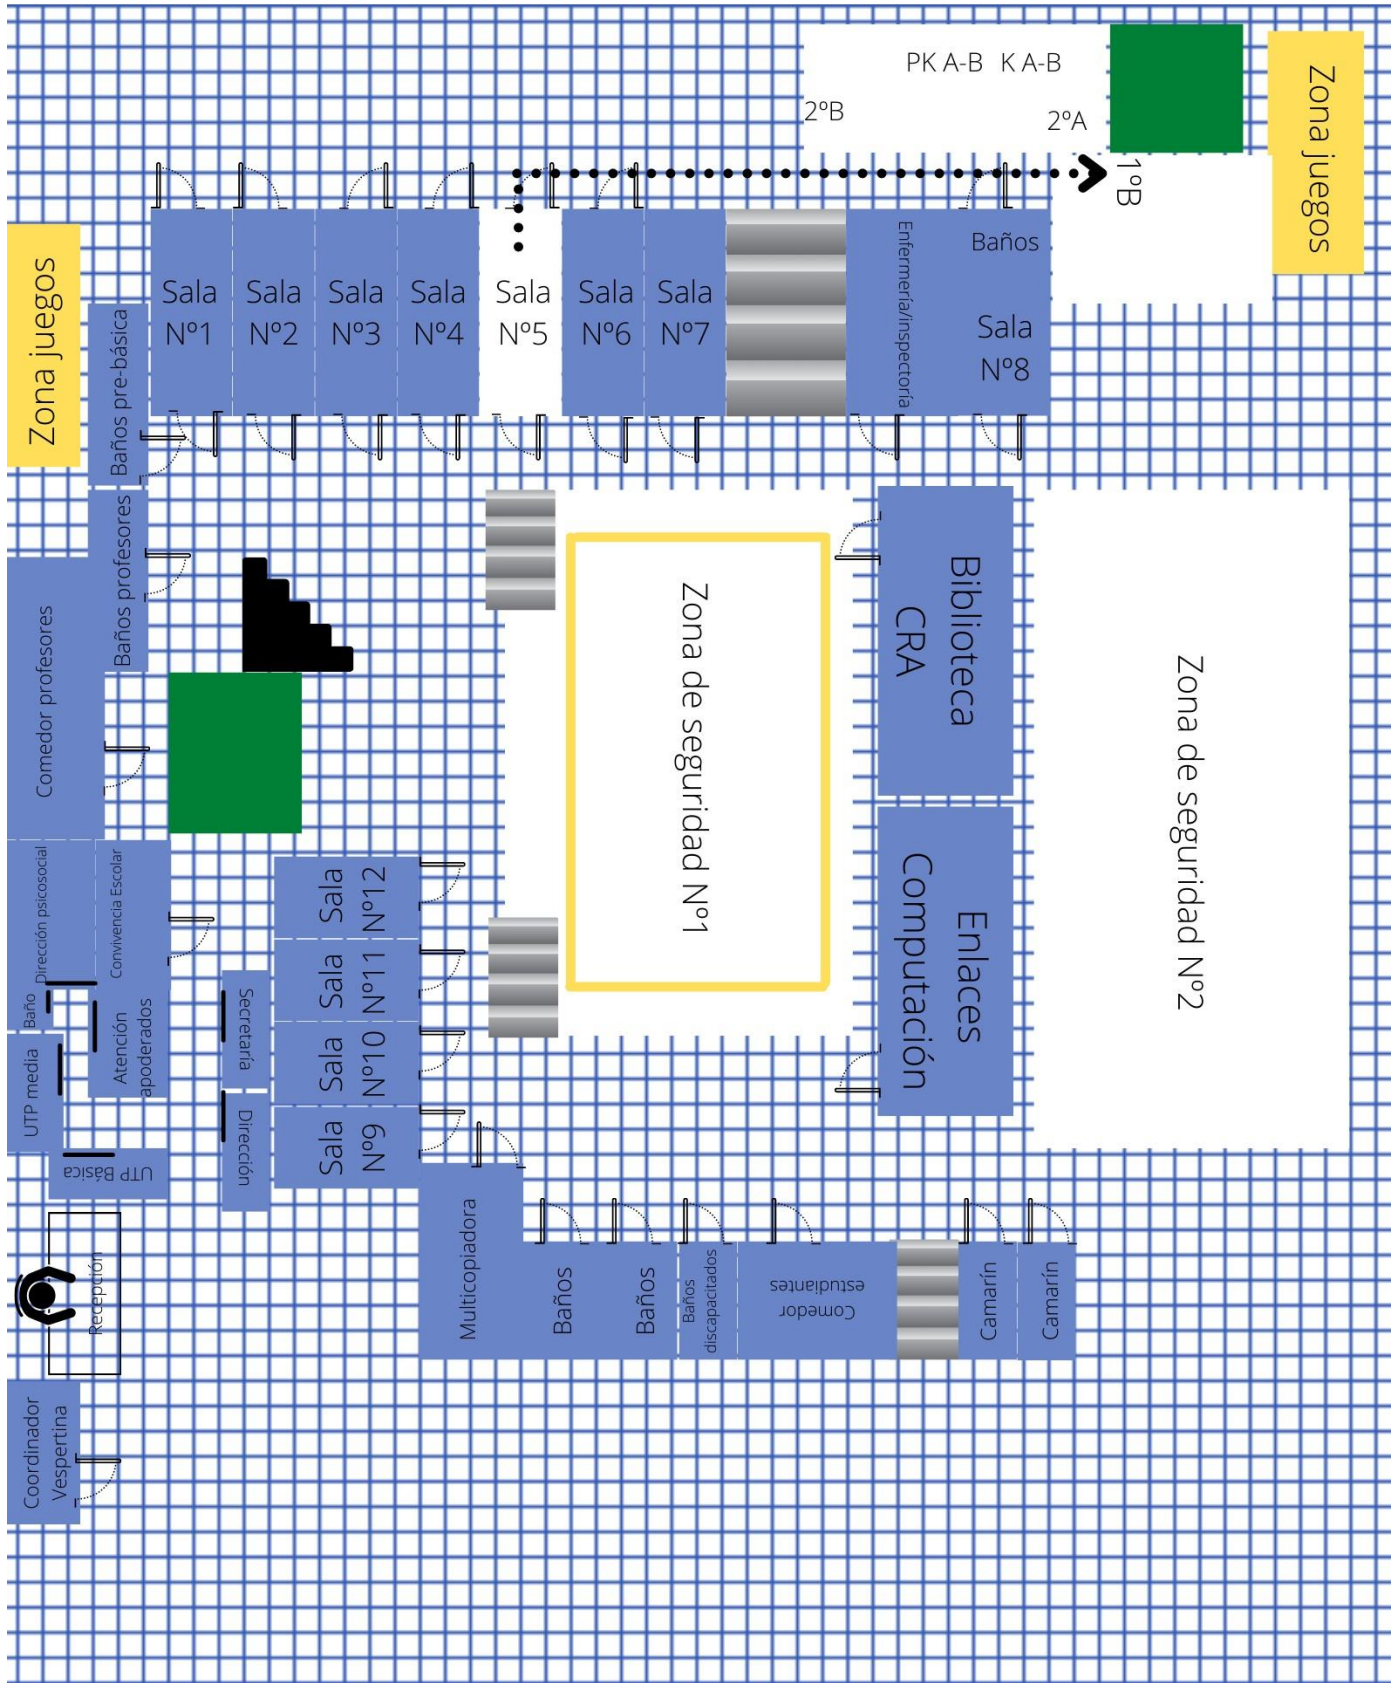 PK A-B K A-B
2ºB
2ºA
1ºB
Zona juegos
Zona juegos
Baños pre-básica
Sala
Nº1
Sala
Nº2
Sala
Nº3
Sala
Nº4
Sala
Nº5
Sala
Nº6
Sala
Nº7
Enfermería/inspectoría
Baños
Sala
Nº8
Baños profesores
Comedor profesores
Zona de seguridad Nº1
Biblioteca
CRA
Enlaces
Computación
Zona de seguridad Nº2
Dirección psicosocial
Convivencia Escolar
Baño
Atención
apoderados
UTP media
UTP Básica
Secretaría
Dirección
Sala
Nº12
Sala
Nº11
Sala
Nº10
Sala
Nº9
Recepción
Multicopiadora
Baños
Baños
Baños
discapacitados
Comedor
estudiantes
Camarín
Camarín
Coordinador
Vespertina